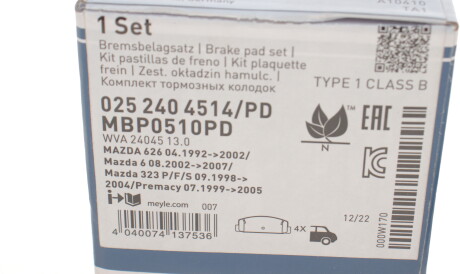 1 Set
Bremsbelagsatz | Brake pad set |
Kit pastillas de freno | Kit plaquette
frein | Zest. okładzin hamulc. |
Комплект тормозных колодок
TYPE 1 CLASS B
025 240 4514/PD
MBP0510PD
WVA 24045 13.0
MAZDA 626 04.1992->2002/
Mazda 6 08.2002->2007/
Mazda 323 P/F/S 09.1998->
2004/Premacy 07.1999->2005
N
EAC
meyle.com 007
4 040074 137536
4X
12/22
000W170